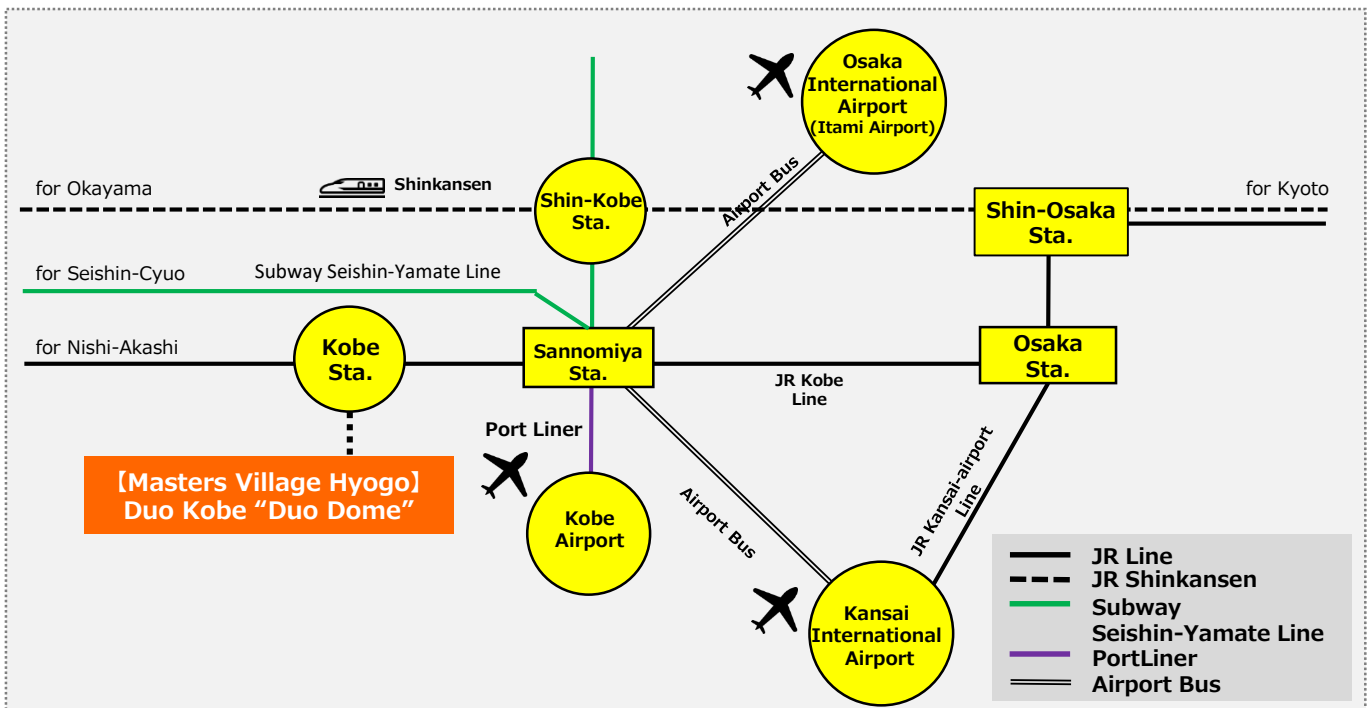 Osaka
International
Airport
(Itami Airport)
for Okayama
Shinkansen
Shin-Kobe
Sta.
Airport Bus
Shin-Osaka
Sta.
for Kyoto
for Seishin-Cyuo
Subway Seishin-Yamate Line
for Nishi-Akashi
Kobe
Sta.
Sannomiya
Sta.
JR Kobe
Line
Osaka
Sta.
Port Liner
【Masters Village Hyogo】
Duo Kobe “Duo Dome”
Kobe
Airport
Airport Bus
JR Kansai-airport
Line
Kansai
International
Airport
JR Line
JR Shinkansen
Subway
Seishin-Yamate Line
PortLiner
Airport Bus